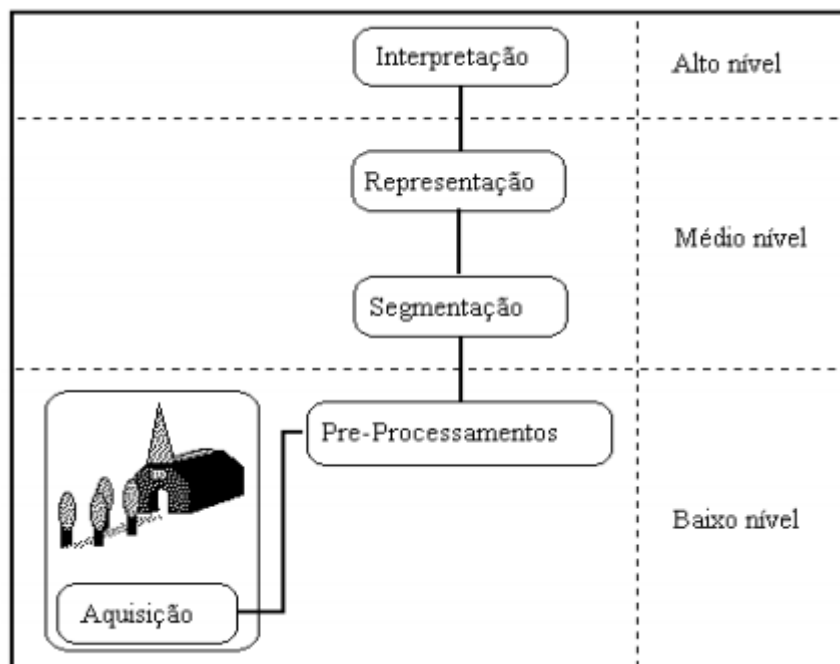 Interpretação
Alto nível
Representação
Médio nível
Segmentação
Pre-Processamentos
Baixo nível
Aquisição